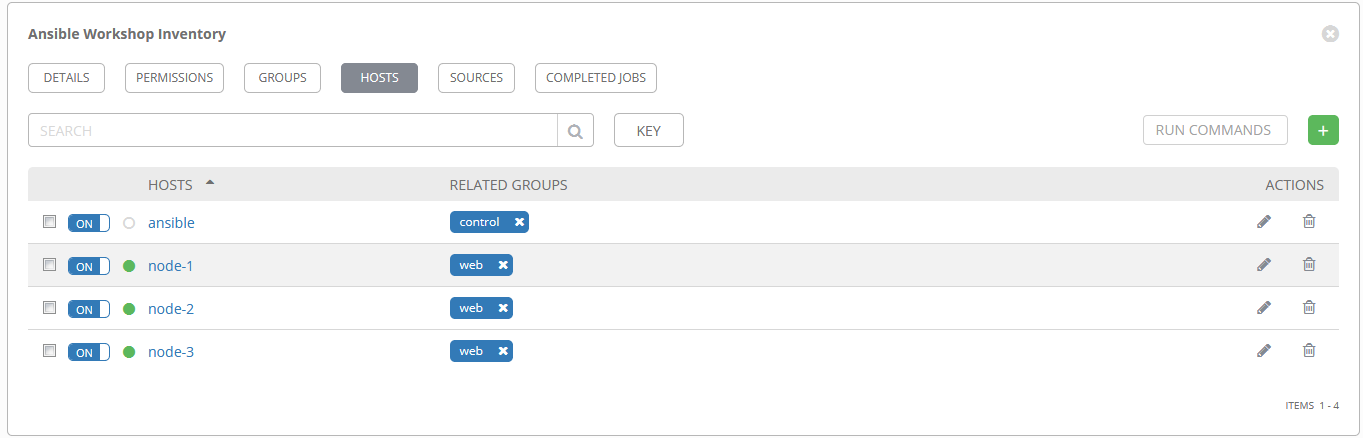 Ansible Workshop Inventory
DETAILS PERMISSIONS GROUPS HOSTS SOURCES COMPLETED JOBS
SEARCH KEY RUN COMMANDS +
HOSTS RELATED GROUPS ACTIONS
ON ansible control
ON node-1 web
ON node-2 web
ON node-3 web
ITEMS 1 - 4